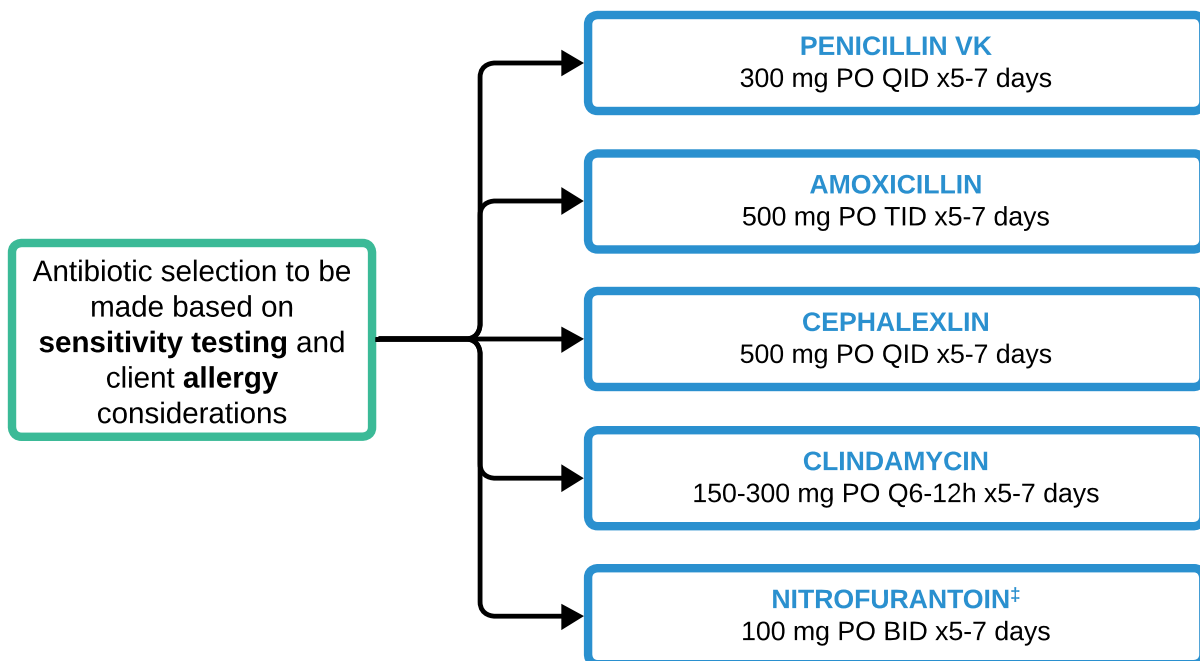 Antibiotic selection to be
made based on
sensitivity testing and
client allergy
considerations
PENICILLIN VK
300 mg PO QID x5-7 days
AMOXICILLIN
500 mg PO TID x5-7 days
CEPHALEXLIN
500 mg PO QID x5-7 days
CLINDAMYCIN
150-300 mg PO Q6-12h x5-7 days
NITROFURANTOIN‡
100 mg PO BID x5-7 days